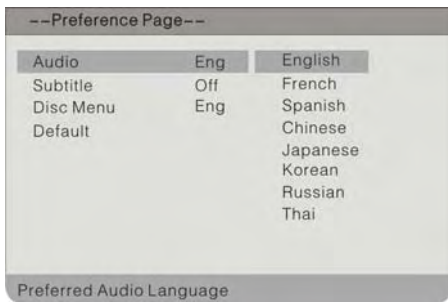 --Preference Page--
Audio Eng English
Subtitle Off French
Disc Menu Eng Spanish
Default Chinese
Japanese
Korean
Russian
Thai
Preferred Audio Language